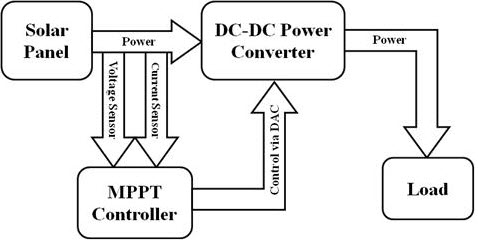 Solar
Panel
Power
DC-DC Power
Converter
Power
Voltage Sensor
Current Sensor
Control via DAC
MPPT
Controller
Load